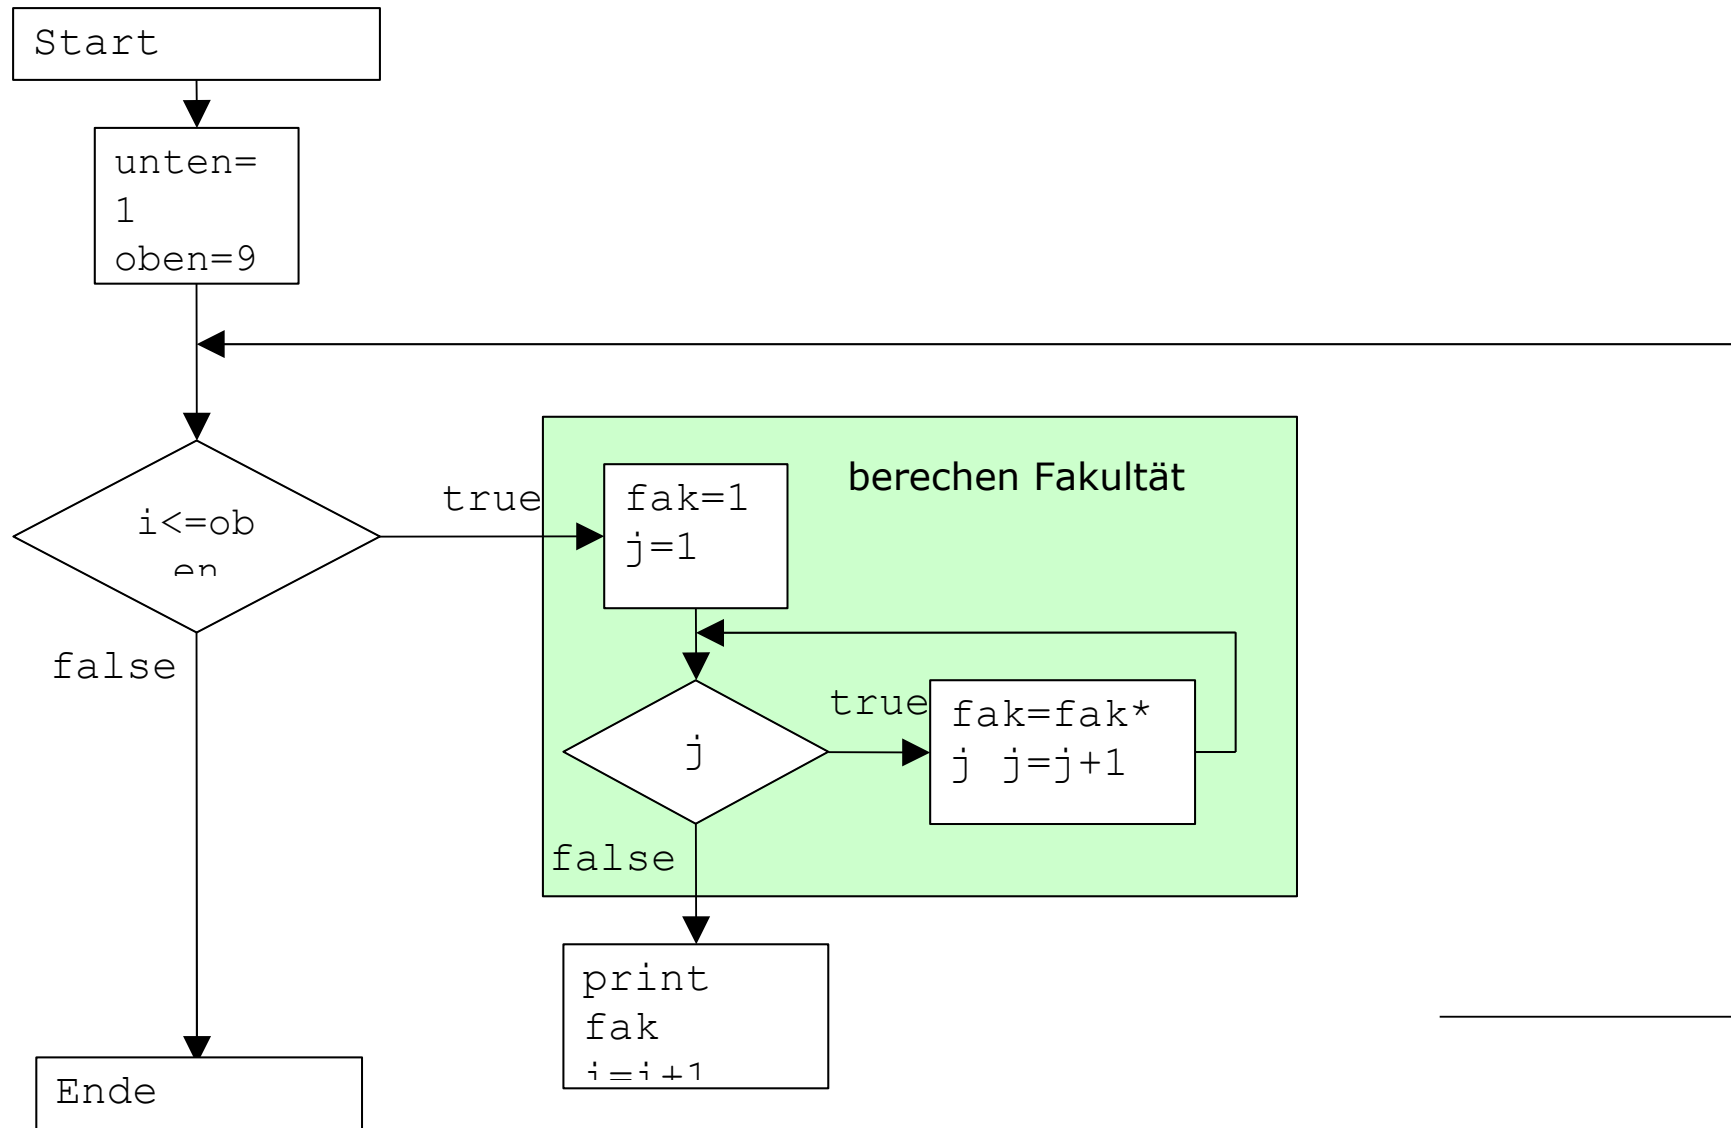 Start
unten=
1
oben=9
i<=ob
en
true
false
berechen Fakultät
fak=1
j=1
j
true
fak=fak*
j j=j+1
false
print
fak
Ende